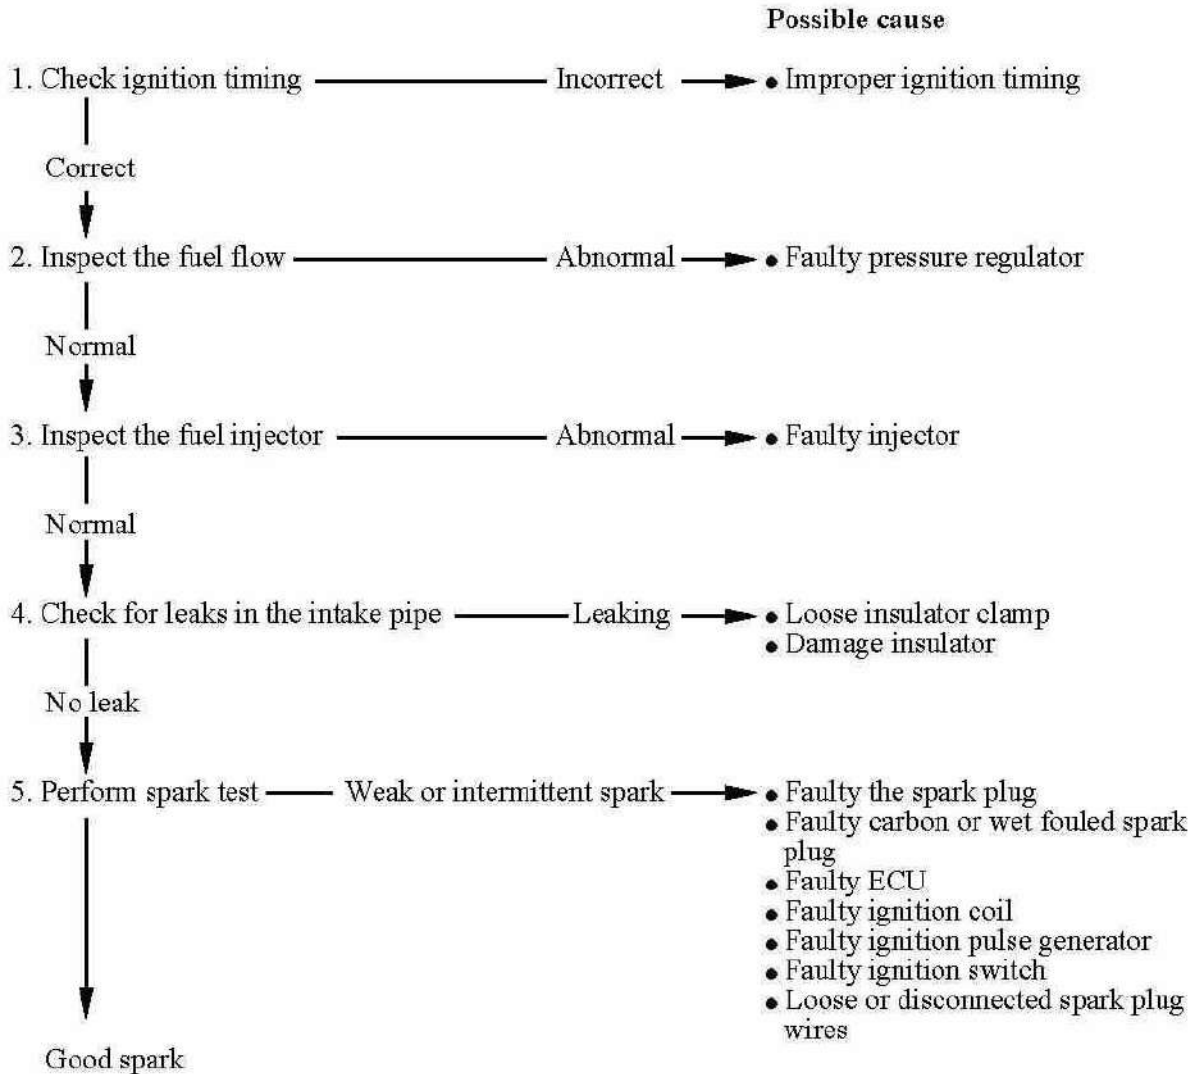 Possible cause
1. Check ignition timing Incorrect • Improper ignition timing
Correct
2. Inspect the fuel flow Abnormal • Faulty pressure regulator
Normal
3. Inspect the fuel injector Abnormal • Faulty injector
Normal
4. Check for leaks in the intake pipe Leaking • Loose insulator clamp
• Damage insulator
No leak
5. Perform spark test Weak or intermittent spark • Faulty the spark plug
• Faulty carbon or wet fouled spark
plug
• Faulty ECU
• Faulty ignition coil
• Faulty ignition pulse generator
• Faulty ignition switch
• Loose or disconnected spark plug
wires
Good spark